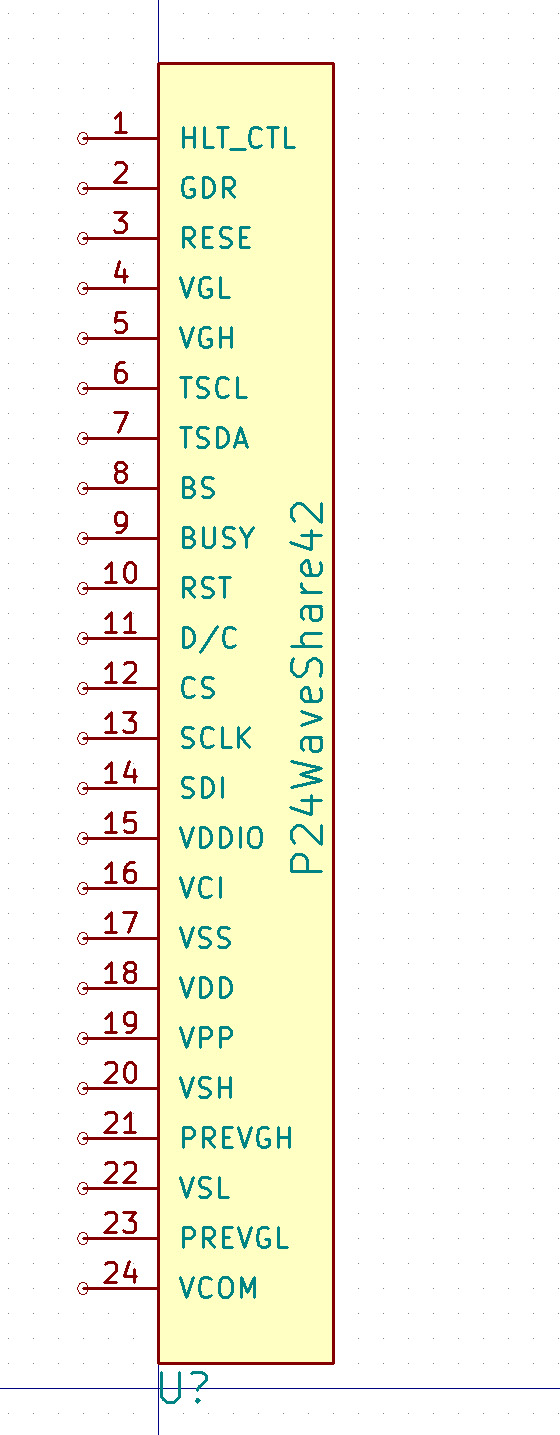 1 HLT_CTL
2 GDR
3 RESE
4 VGL
5 VGH
6 TSCL
7 TSDA
8 BS
9 BUSY
10 RST
11 D/C
12 CS
13 SCLK
14 SDI
15 VDDIO
16 VCI
17 VSS
18 VDD
19 VPP
20 VSH
21 PREVGH
22 VSL
23 PREVGL
24 VCOM
P24WaveShare42
U?